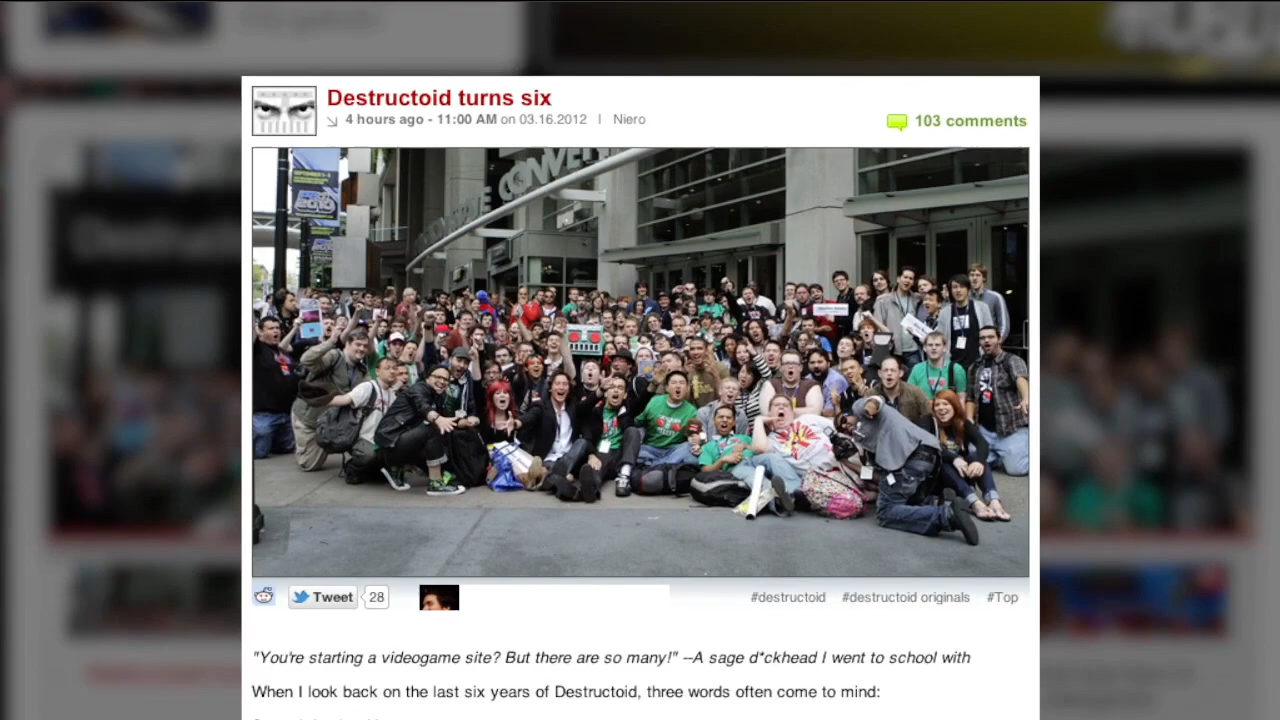 Destructoid turns six
4 hours ago - 11:00 AM on 03.16.2012 | Niero
103 comments
CONVEN
Tweet 28
#destructoid #destructoid originals #Top
"You're starting a videogame site? But there are so many!" --A sage d*ckhead I went to school with
When I look back on the last six years of Destructoid, three words often come to mind: